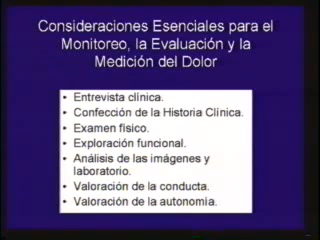 Consideraciones Esenciales para el
Monitoreo, la Evaluación y la
Medición del Dolor
• Entrevista clínica.
• Confección de la Historia Clínica.
• Examen físico.
• Exploración funcional.
• Análisis de las imágenes y
laboratorio.
• Valoración de la conducta.
• Valoración de la autonomía.